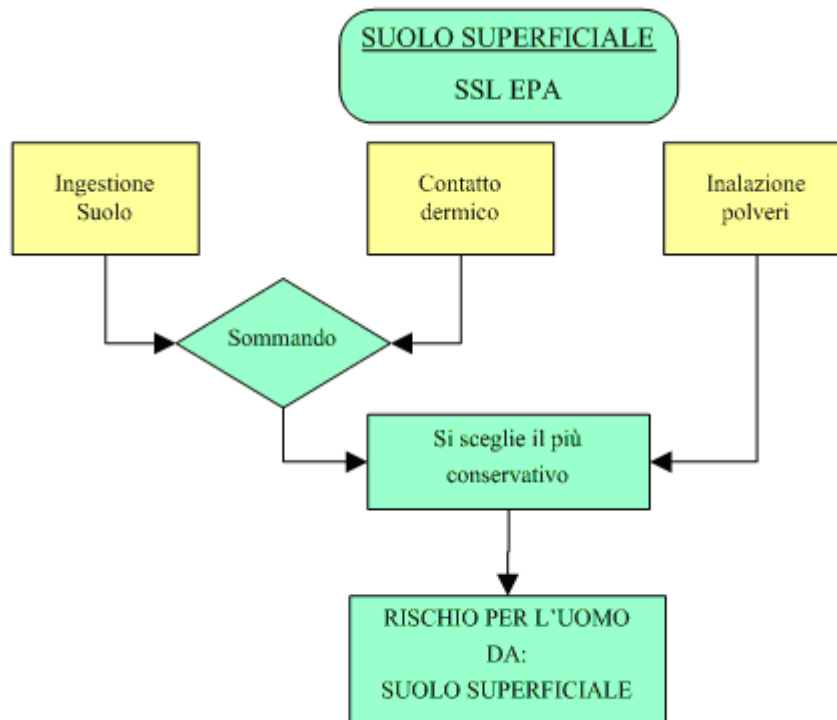 SUOLO SUPERFICIALE
SSL EPA
Ingestione
Suolo
Contatto
dermico
Inalazione
polveri
Sommando
Si sceglie il più
conservativo
RISCHIO PER L'UOMO
DA:
SUOLO SUPERFICIALE